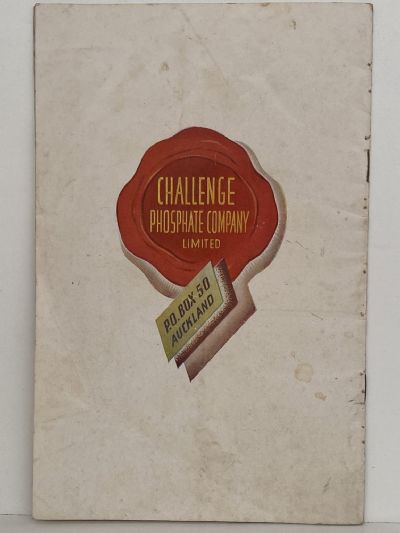 CHALLENGE
PHOSPHATE COMPANY
LIMITED
P.O. BOX 50
AUCKLAND